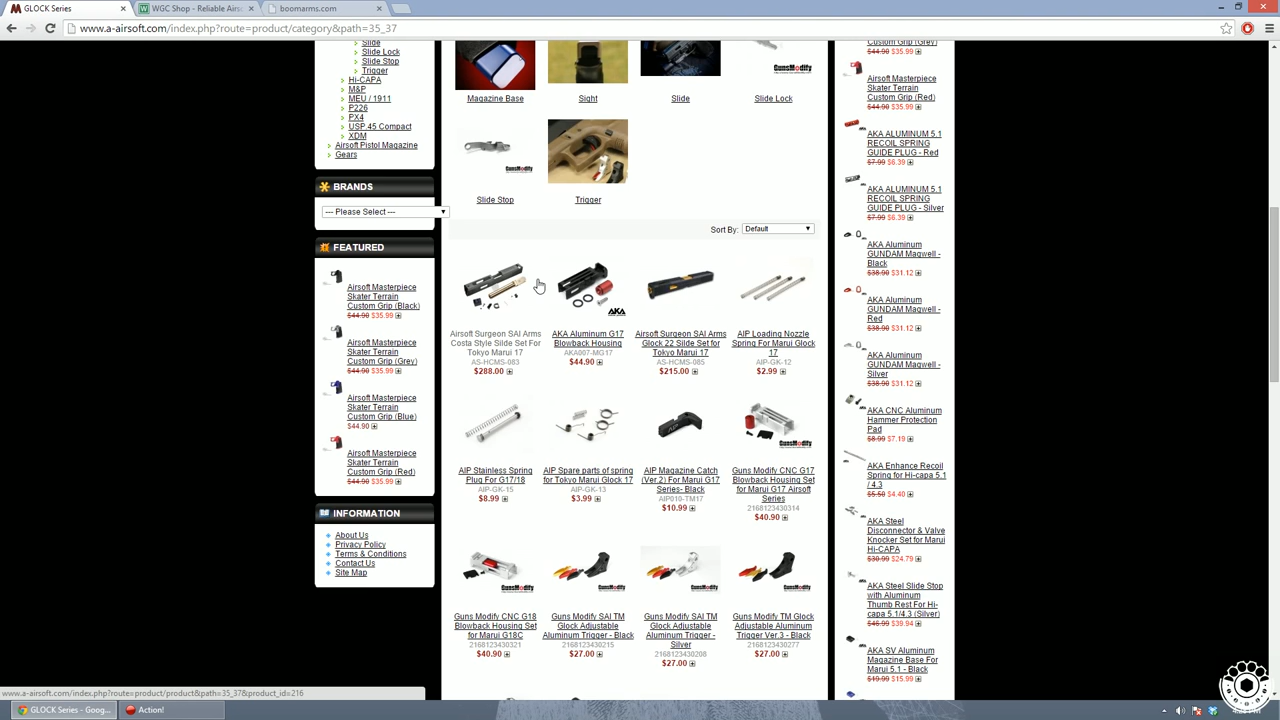 GLOCK Series
WGC Shop - Reliable Airs
boomarms.com
www.a-airsoft.com/index.php?route=product/category&path=35_37
Slide
Slide Lock
Slide Stop
Trigger
Hi-CAPA
M&P
MEU / 1911
P226
PX4
USP.45 Compact
XDM
Airsoft Pistol Magazine
Gears
BRANDS
--- Please Select ---
FEATURED
Airsoft Masterpiece
Skater Terrain
Custom Grip (Black)
$44.90 $35.99
Airsoft Masterpiece
Skater Terrain
Custom Grip (Grey)
$44.90 $35.99
Airsoft Masterpiece
Skater Terrain
Custom Grip (Blue)
$44.90
Airsoft Masterpiece
Skater Terrain
Custom Grip (Red)
$44.90 $35.99
INFORMATION
About Us
Privacy Policy
Terms & Conditions
Contact Us
Site Map
GunsModify
Magazine Base
Sight
Slide
Slide Lock
GunsModify
Slide Stop
Trigger
Sort By:
Default
Airsoft Surgeon SAI Arms
Costa Style Silde Set For
Tokyo Marui 17
AS-HCMS-083
$288.00
AKA
AKA Aluminum G17
Blowback Housing
AKA007-MG17
$44.90
Airsoft Surgeon SAI Arms
Glock 22 Silde Set for
Tokyo Marui 17
AS-HCMS-085
$215.00
AIP Loading Nozzle
Spring For Marui Glock
17
AIP-GK-12
$2.99
AIP Stainless Spring
Plug For G17/18
AIP-GK-15
$8.99
AIP Spare parts of spring
for Tokyo Marui Glock 17
AIP-GK-13
$3.99
AIP Magazine Catch
(Ver.2) For Marui G17
Series- Black
AIP010-TM17
$10.99
GunsModify
Guns Modify CNC G17
Blowback Housing Set
for Marui G17 Airsoft
Series
2168123430314
$40.90
GunsModify
Guns Modify CNC G18
Blowback Housing Set
for Marui G18C
2168123430321
$40.90
GunsModify
Guns Modify SAI TM
Glock Adjustable
Aluminum Trigger - Black
2168123430215
$27.00
GunsModify
Guns Modify SAI TM
Glock Adjustable
Aluminum Trigger -
Silver
2168123430208
$27.00
GunsModify
Guns Modify TM Glock
Adjustable Aluminum
Trigger Ver.3 - Black
2168123430277
$27.00
Custom Grip (Grey)
$44.90 $35.99
Airsoft Masterpiece
Skater Terrain
Custom Grip (Red)
$44.90 $35.99
AKA ALUMINUM 5.1
RECOIL SPRING
GUIDE PLUG - Red
$7.99 $6.39
AKA ALUMINUM 5.1
RECOIL SPRING
GUIDE PLUG - Silver
$7.99 $6.39
AKA Aluminum
GUNDAM Magwell -
Black
$38.90 $31.12
AKA Aluminum
GUNDAM Magwell -
Red
$38.90 $31.12
AKA Aluminum
GUNDAM Magwell -
Silver
$38.90 $31.12
AKA CNC Aluminum
Hammer Protection
Pad
$8.99 $7.19
AKA Enhance Recoil
Spring for Hi-capa 5.1
/ 4.3
$5.50 $4.40
AKA Steel
Disconnector & Valve
Knocker Set for Marui
Hi-CAPA
$30.99 $24.79
AKA Steel Slide Stop
with Aluminum
Thumb Rest For Hi-
capa 5.1/4.3 (Silver)
$46.99 $39.94
AKA SV Aluminum
Magazine Base For
Marui 5.1 - Black
$19.99 $15.99
www.a-airsoft.com/index.php?route=product/product&path=35_37&product_id=216
GLOCK Series - Goog...
Action!